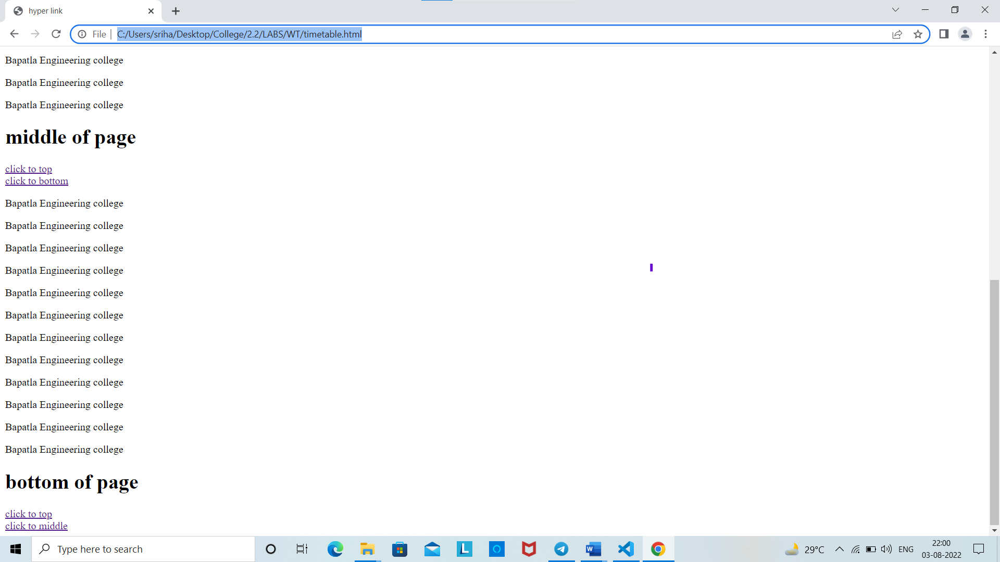 hyper link
File
C:/Users/sriha/Desktop/College/2.2/LABS/WT/timetable.html
Bapatla Engineering college
Bapatla Engineering college
Bapatla Engineering college
middle of page
click to top
click to bottom
Bapatla Engineering college
Bapatla Engineering college
Bapatla Engineering college
Bapatla Engineering college
Bapatla Engineering college
Bapatla Engineering college
Bapatla Engineering college
Bapatla Engineering college
Bapatla Engineering college
Bapatla Engineering college
Bapatla Engineering college
Bapatla Engineering college
bottom of page
click to top
click to middle
Type here to search
L
W
29°C
ENG
22:00
03-08-2022